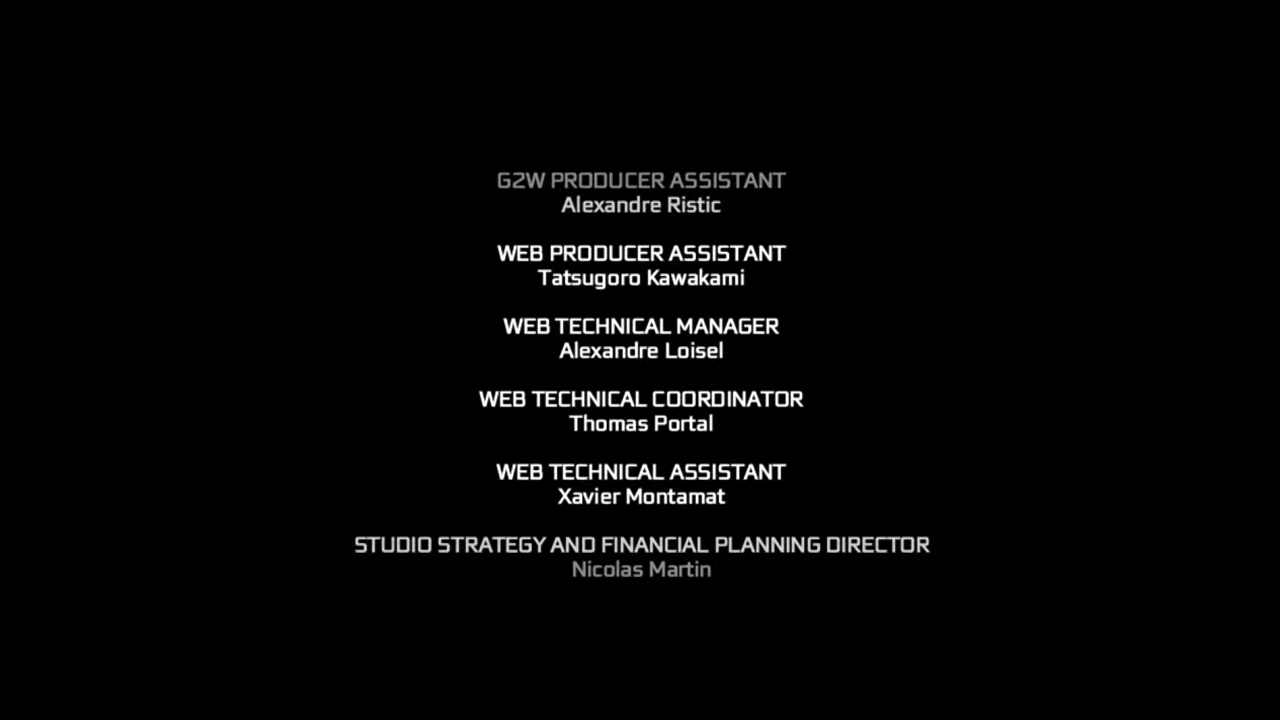 G2W PRODUCER ASSISTANT
Alexandre Ristic
WEB PRODUCER ASSISTANT
Tatsugoro Kawakami
WEB TECHNICAL MANAGER
Alexandre Loisel
WEB TECHNICAL COORDINATOR
Thomas Portal
WEB TECHNICAL ASSISTANT
Xavier Montamat
STUDIO STRATEGY AND FINANCIAL PLANNING DIRECTOR
Nicolas Martin